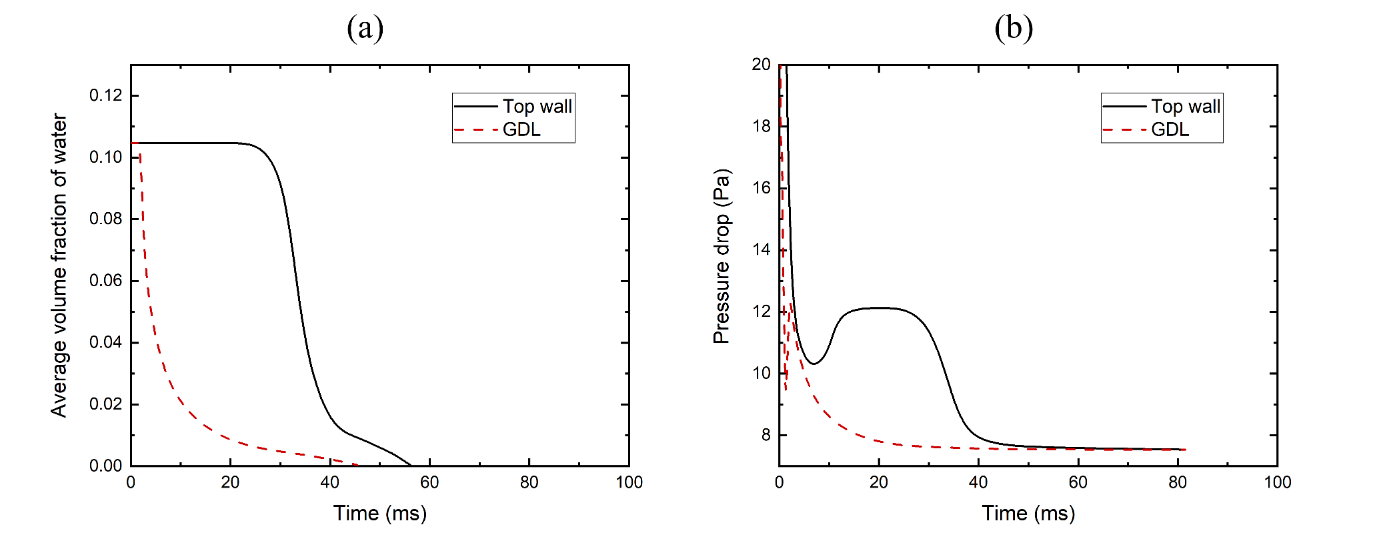 (a)
Average volume fraction of water
0.12
0.10
0.08
0.06
0.04
0.02
0.00
0 20 40 60 80 100
Time (ms)
Top wall
GDL
(b)
Pressure drop (Pa)
20
18
16
14
12
10
8
0 20 40 60 80 100
Time (ms)
Top wall
GDL